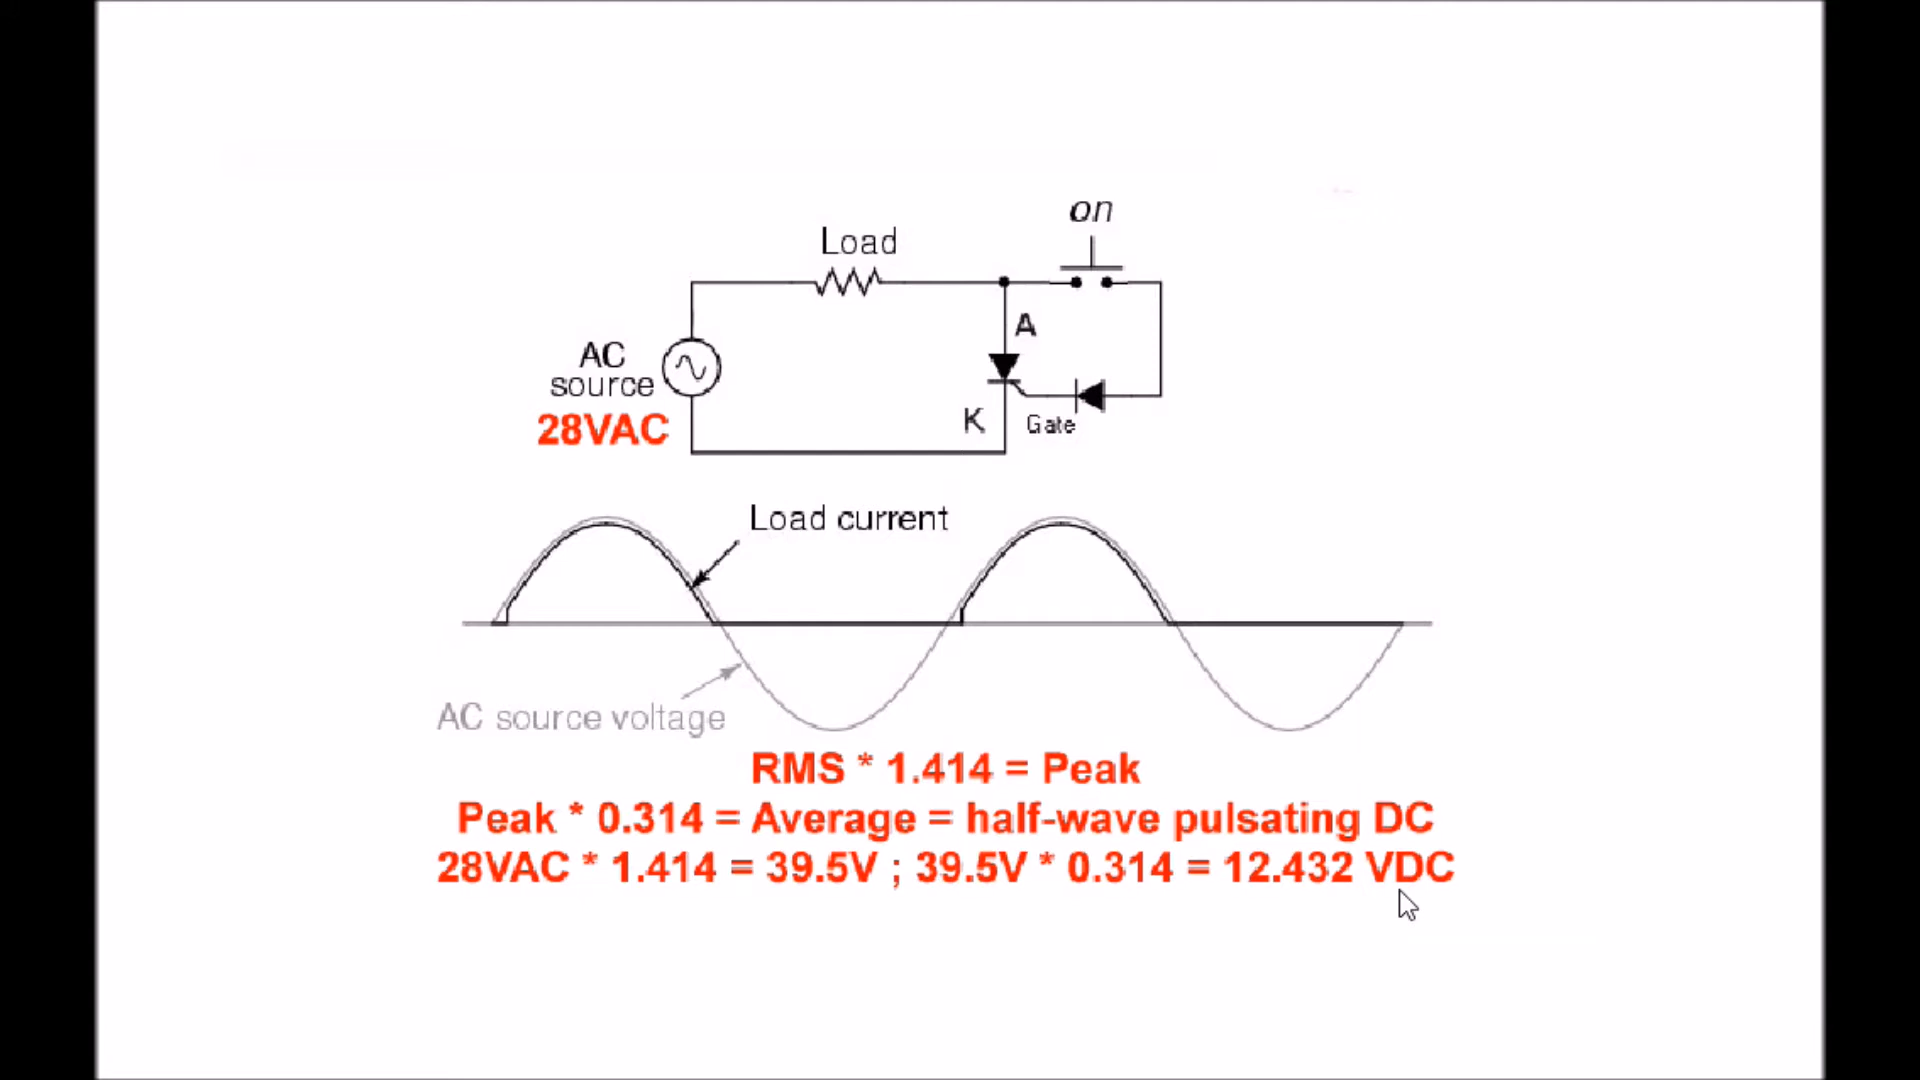 on
Load
A
AC
source
28VAC
K
Gate
Load current
AC source voltage
RMS * 1.414 = Peak
Peak * 0.314 = Average = half-wave pulsating DC
28VAC * 1.414 = 39.5V ; 39.5V * 0.314 = 12.432 VDC